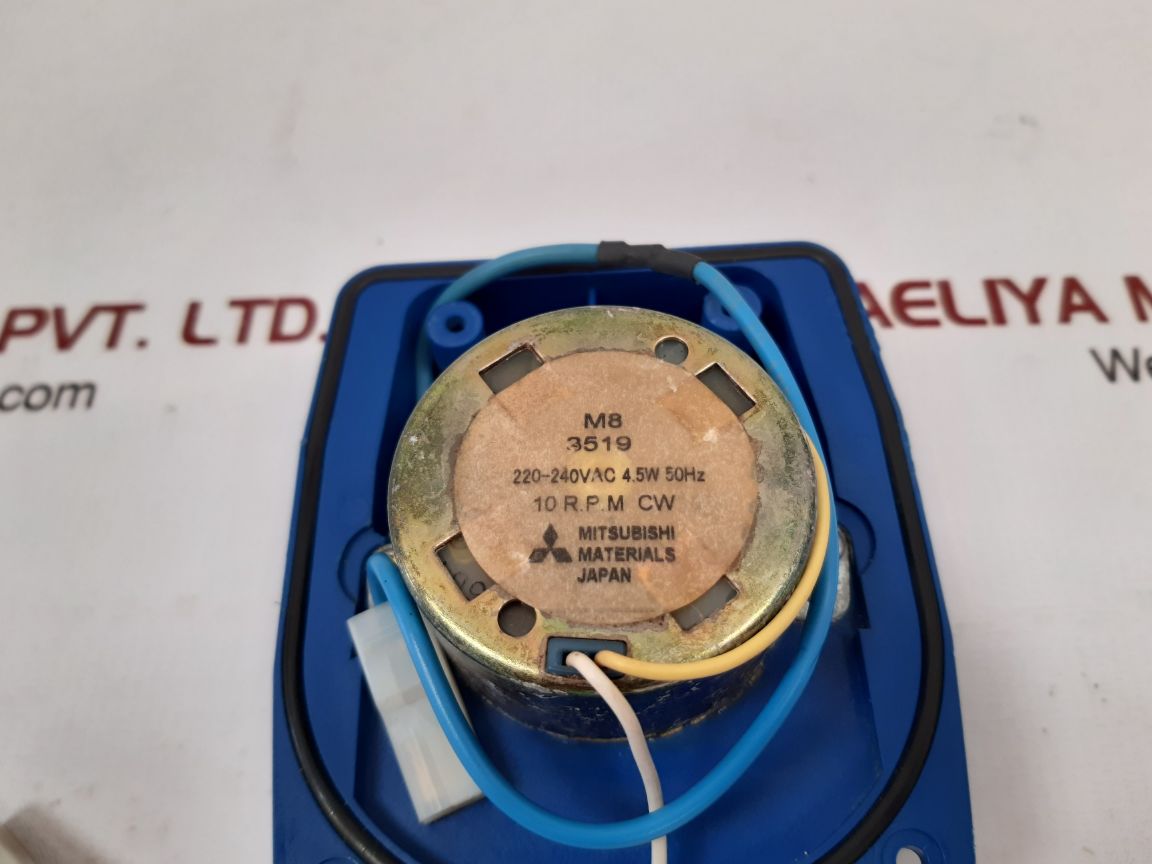 PVT. LTD.
AELIYA M
.com
We
M8
3519
220-240VAC 4.5W 50Hz
10 R.P.M CW
MITSUBISHI
MATERIALS
JAPAN